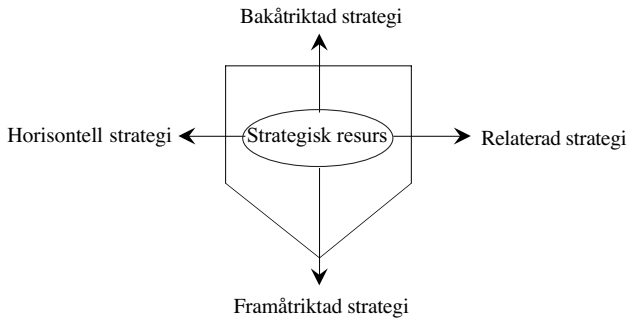 Bakåtriktad strategi
Horisontell strategi
Strategisk resurs
Relaterad strategi
Framåtriktad strategi